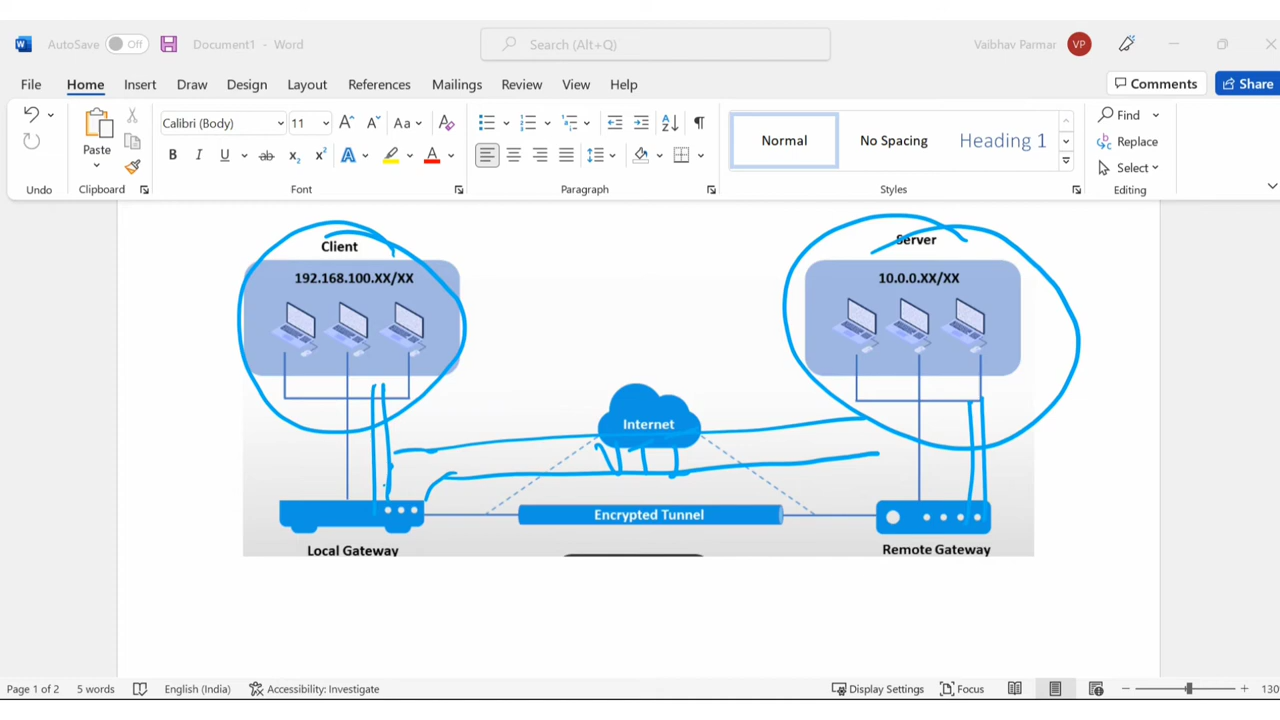 AutoSave Off Document1 - Word Search (Alt+Q) Vaibhav Parmar VP
File Home Insert Draw Design Layout References Mailings Review View Help Comments Share
Paste Calibri (Body) 11 Aa Normal No Spacing Heading 1 Find
Replace
Select
Undo Clipboard Font Paragraph Styles Editing
Client Server
192.168.100.XX/XX 10.0.0.XX/XX
Internet
Encrypted Tunnel
Local Gateway Remote Gateway
Page 1 of 2 5 words English (India) Accessibility: Investigate Display Settings Focus 130